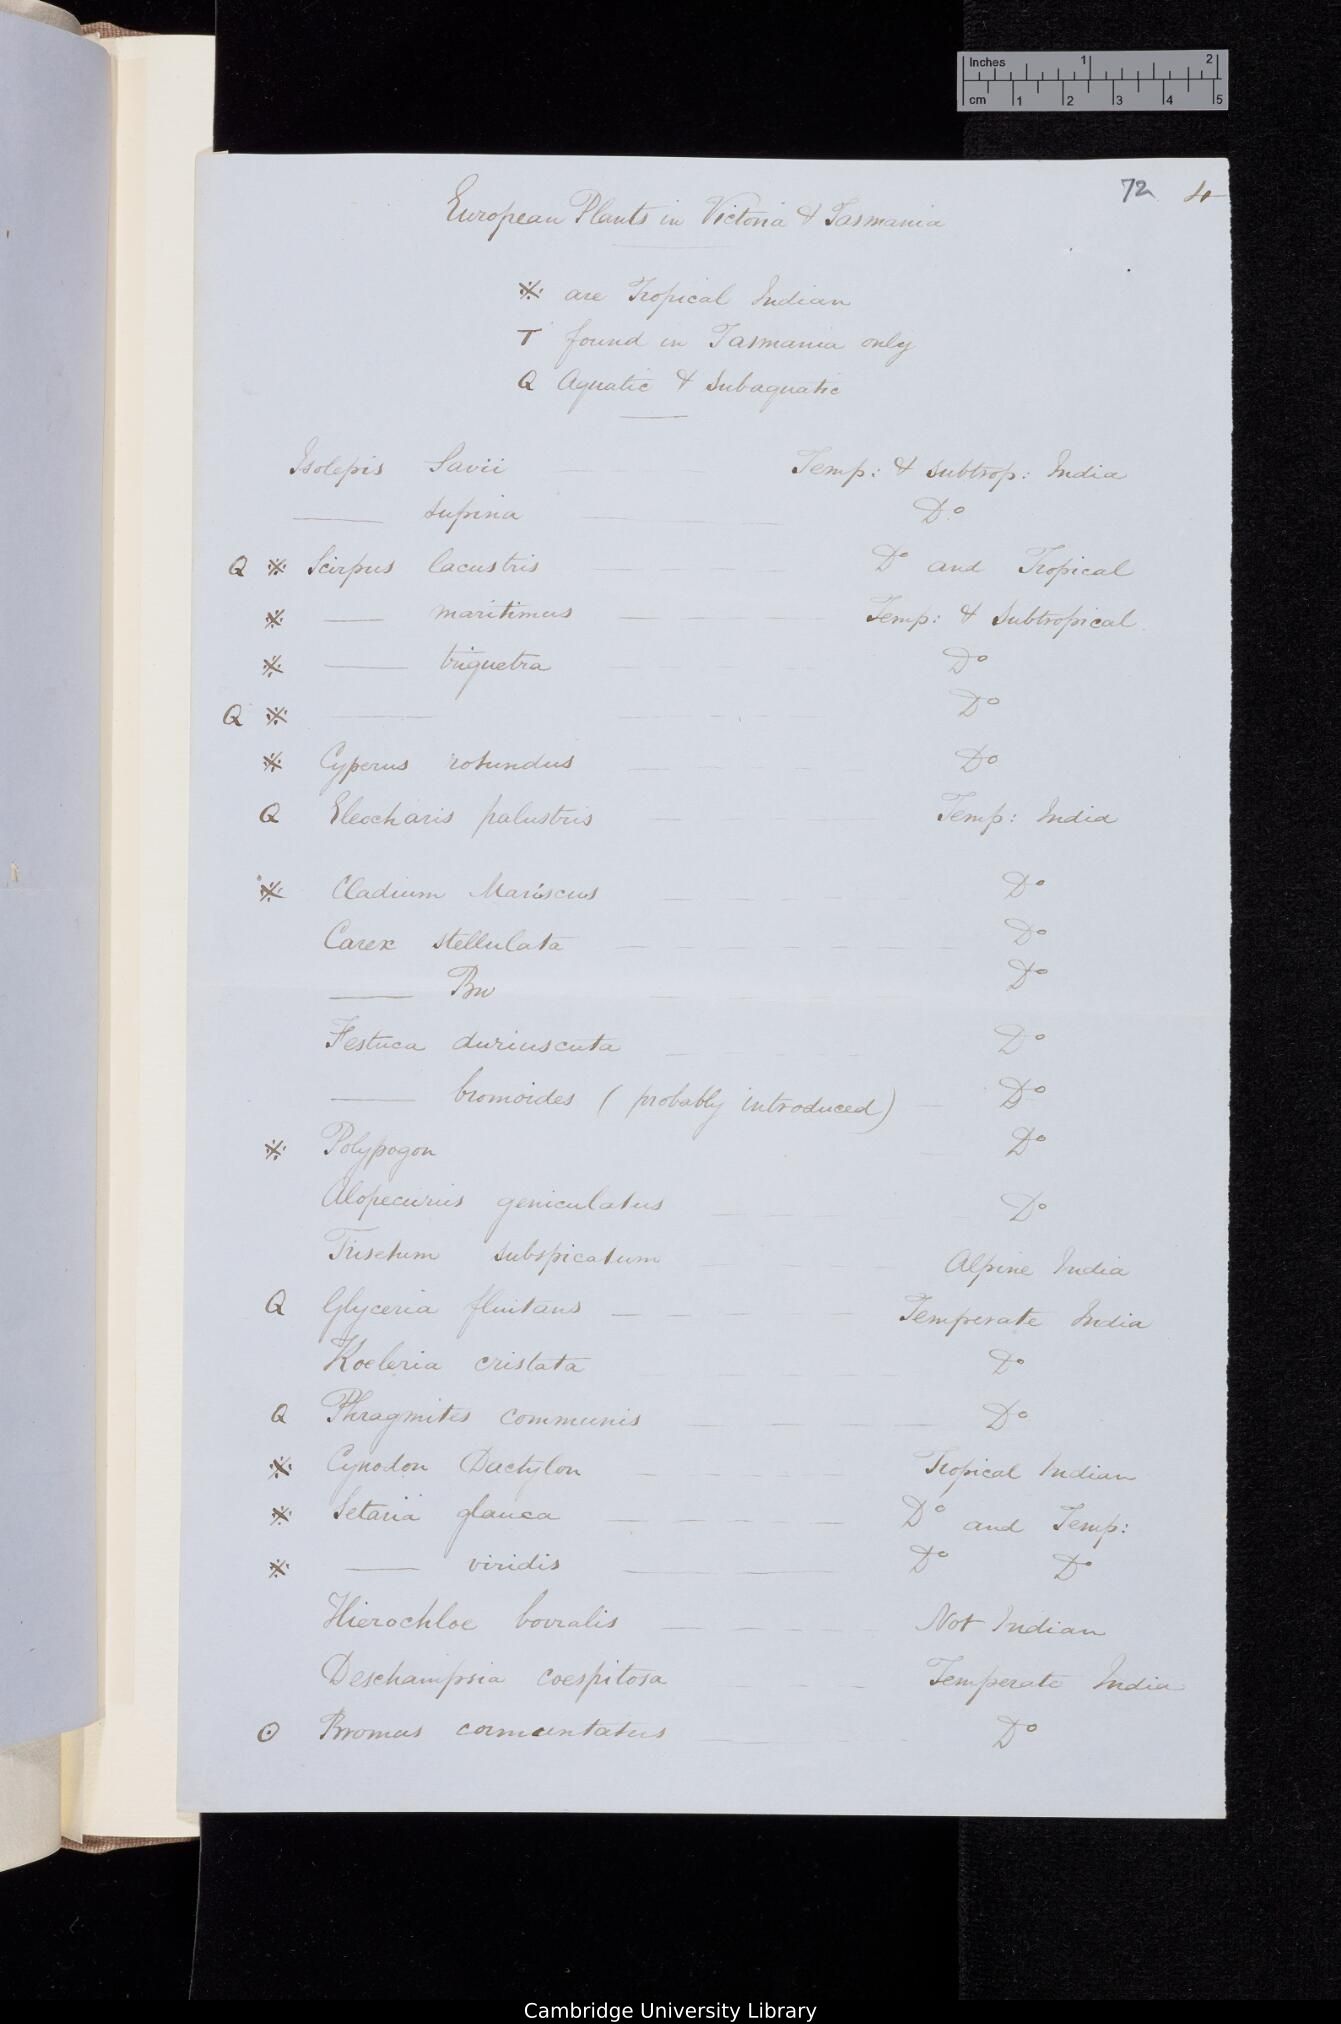 Inches 1 2
cm 1 2 3 4 5
72 4
European Plants in Victoria & Tasmania
※ are Tropical Indian
T found in Tasmania only
Q Aquatic & Subaquatic
Isolepis Savii — — — — Temp: & subtrop: India
—— supina — — — — Do
Q ※ Scirpus lacustris — — — — Do and Tropical
※ —— maritimus — — — — Temp: & Subtropical
※ —— triquetra — — — — Do
Q ※ —— — — — — Do
※ Cyperus rotundus — — — — Do
Q Eleocharis palustris — — — — Temp: India
※ Cladium Mariscus — — — — Do
Carex stellulata — — — — Do
—— — — — — Do
Festuca duriuscuta — — — — Do
—— bromoides (probably introduced) — Do
※ Polypogon — Do
Alopecurus geniculatus — — — — Do
Trisetum subspicatum — — — — Alpine India
Q Glyceria fluitans — — — — Temperate India
Koeleria cristata — — — — Do
Q Phragmites communis — — — — Do
※ Cynodon Dactylon — — — — Tropical Indian
※ Setaria glauca — — — — Do and Temp:
※ —— viridis — — — — Do Do
Hierochloe borealis — — — — Not Indian
Deschampsia coespitosa — — — — Temperate India
⊙ Bromus — — — — Do
Cambridge University Library